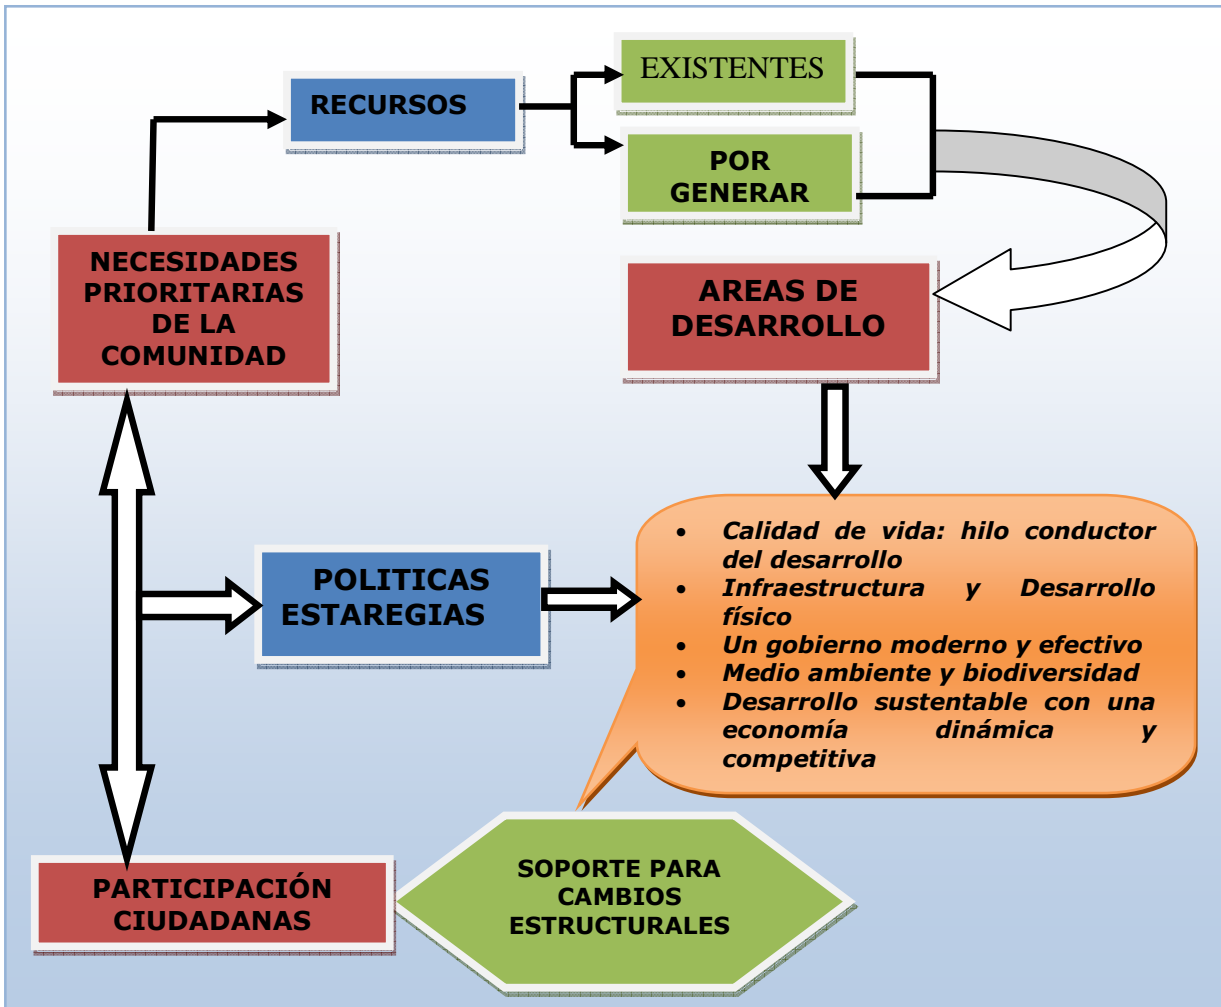 RECURSOS
EXISTENTES
POR
GENERAR
NECESIDADES
PRIORITARIAS
DE LA
COMUNIDAD
AREAS DE
DESARROLLO
POLITICAS
ESTAREGIAS
• Calidad de vida: hilo conductor
del desarrollo
• Infraestructura y Desarrollo
físico
• Un gobierno moderno y efectivo
• Medio ambiente y biodiversidad
• Desarrollo sustentable con una
economía dinámica y
competitiva
PARTICIPACIÓN
CIUDADANAS
SOPORTE PARA
CAMBIOS
ESTRUCTURALES